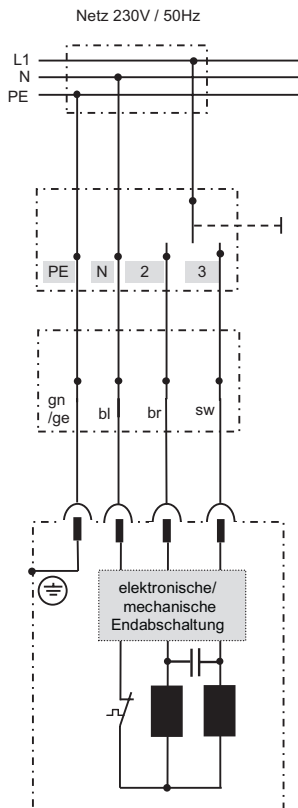 Netz 230V / 50Hz
L1
N
PE
PE N 2 3
gn
/ge bl br sw
elektronische/
mechanische
Endabschaltung